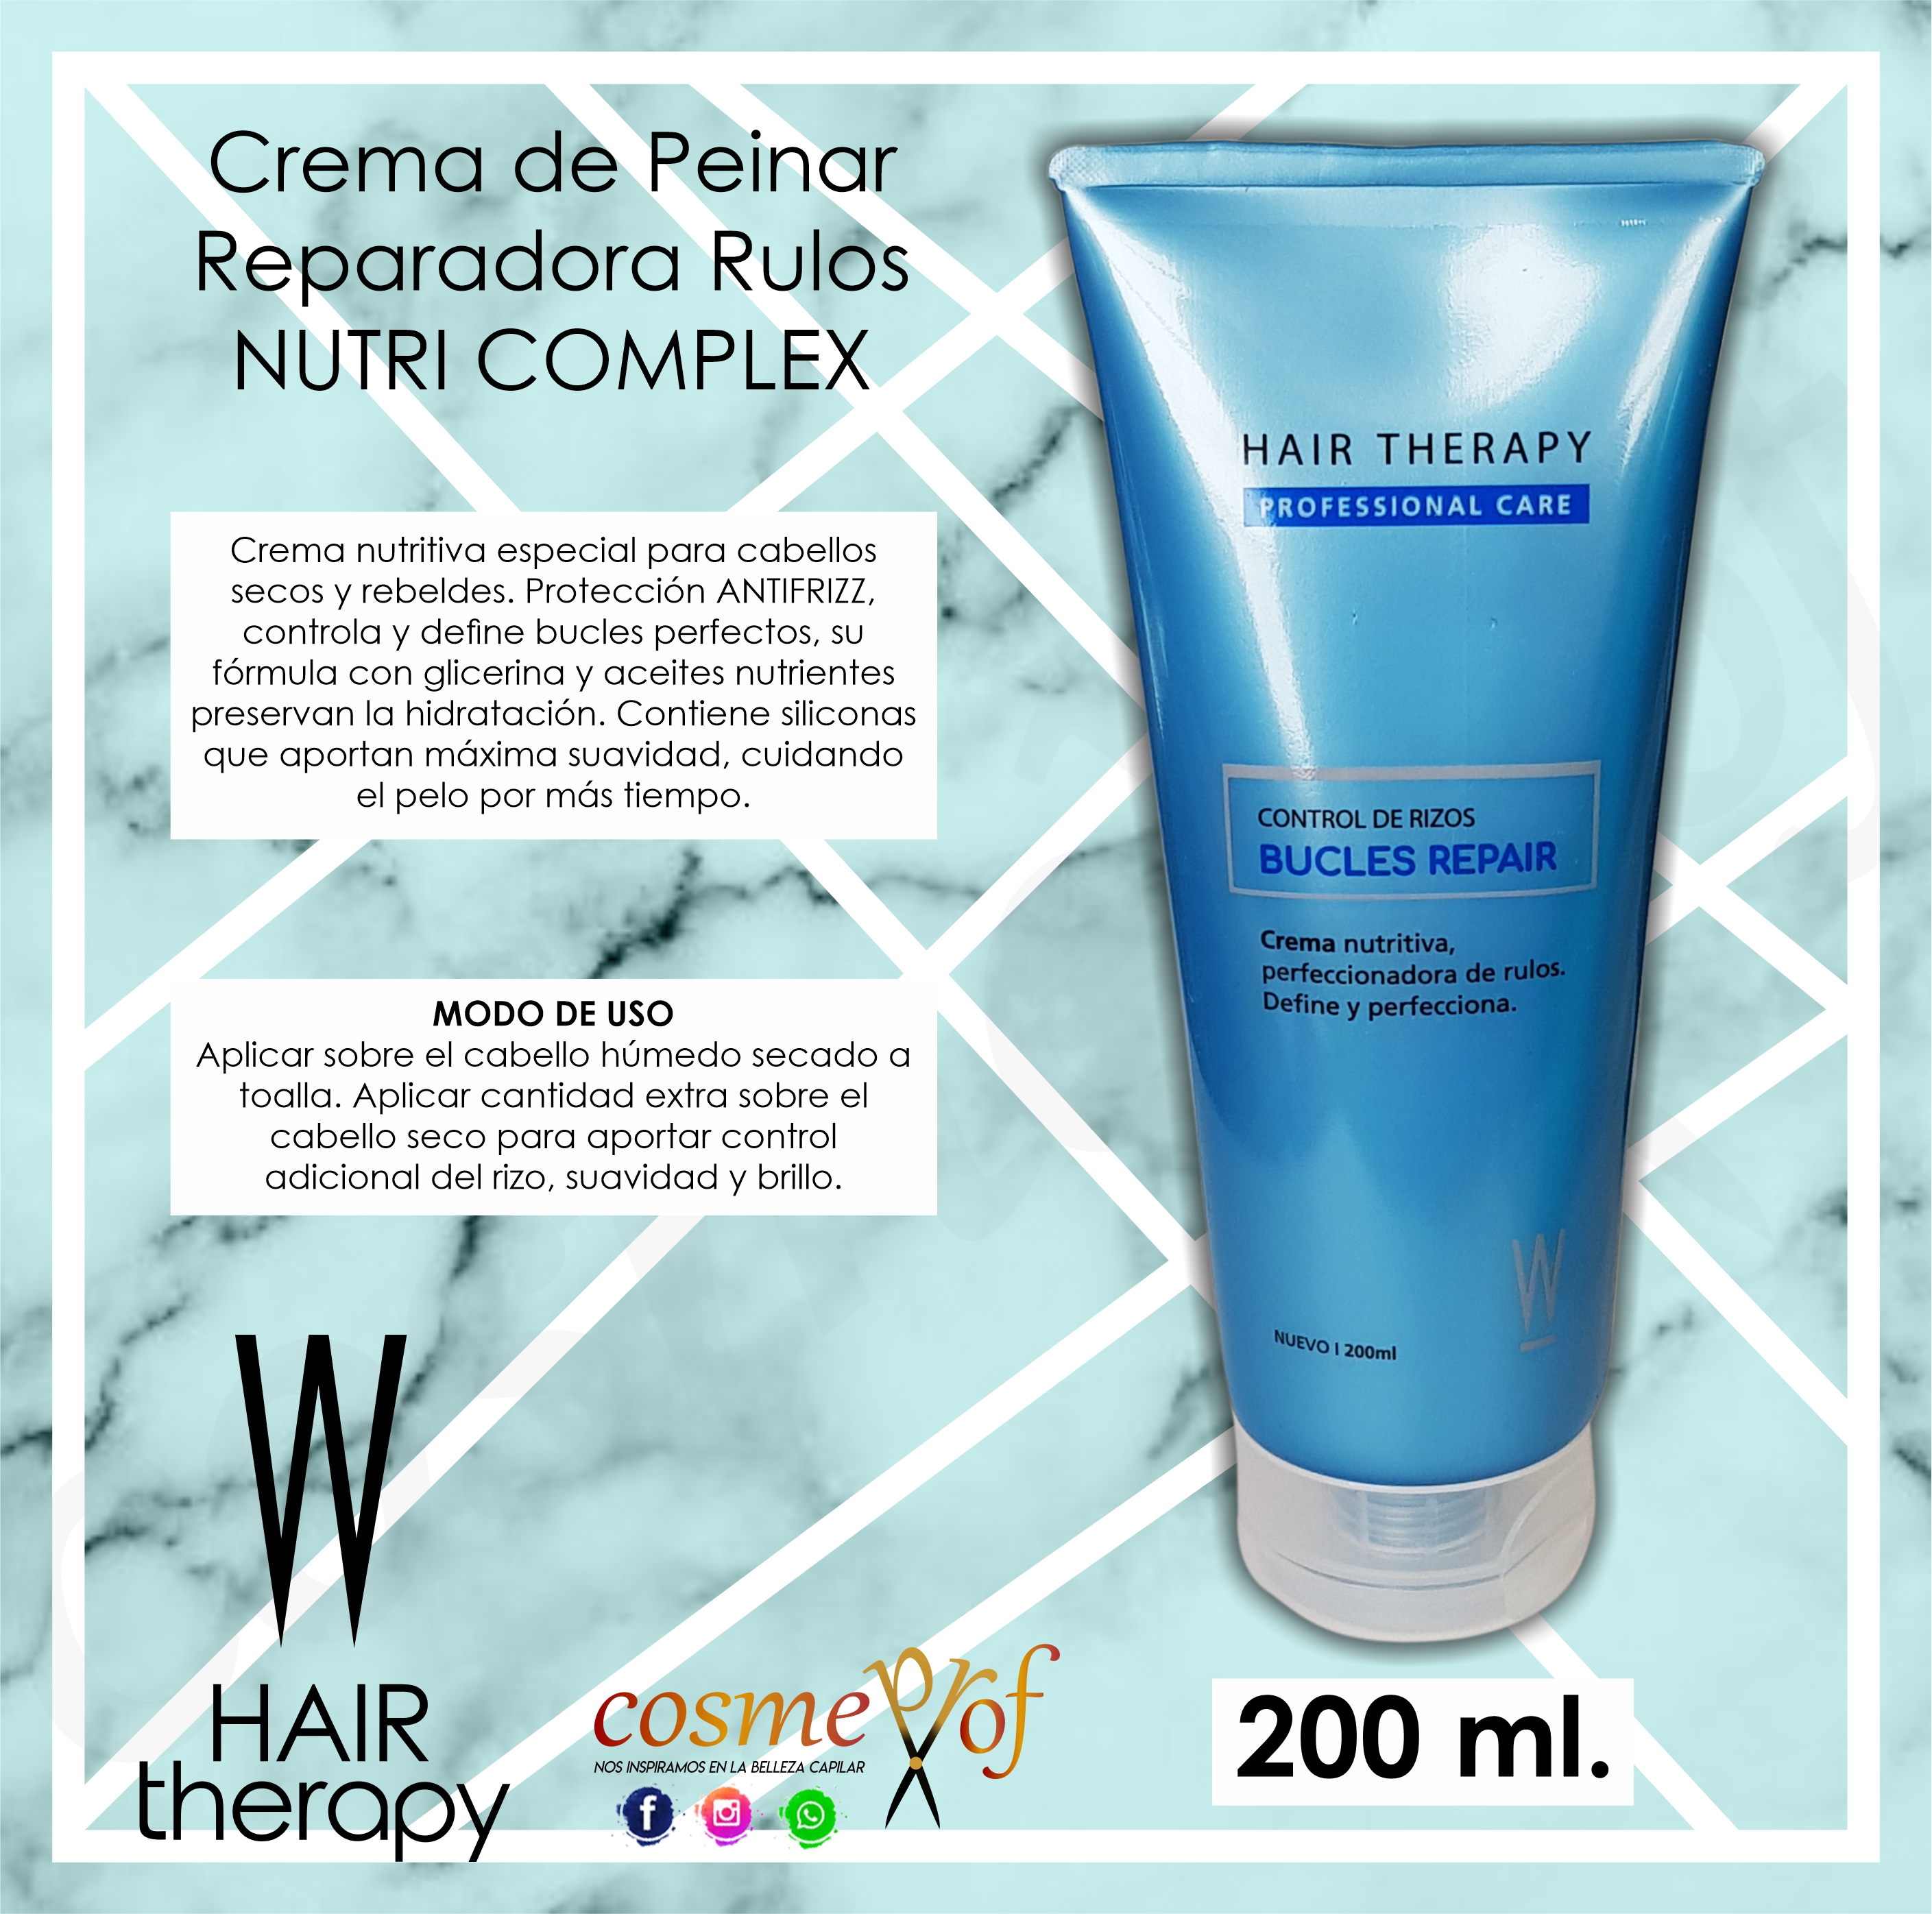 Crema de Peinar
Reparadora Rulos
NUTRI COMPLEX
Crema nutritiva especial para cabellos
secos y rebeldes. Protección ANTIFRIZZ,
controla y define bucles perfectos, su
fórmula con glicerina y aceites nutrientes
preservan la hidratación. Contiene siliconas
que aportan máxima suavidad, cuidando
el pelo por más tiempo.
MODO DE USO
Aplicar sobre el cabello húmedo secado a
toalla. Aplicar cantidad extra sobre el
cabello seco para aportar control
adicional del rizo, suavidad y brillo.
W
HAIR
therapy
cosmeprof
NOS INSPIRAMOS EN LA BELLEZA CAPILAR
f
HAIR THERAPY
PROFESSIONAL CARE
CONTROL DE RIZOS
BUCLES REPAIR
Crema nutritiva,
perfeccionadora de rulos.
Define y perfecciona.
W
NUEVO | 200ml
200 ml.